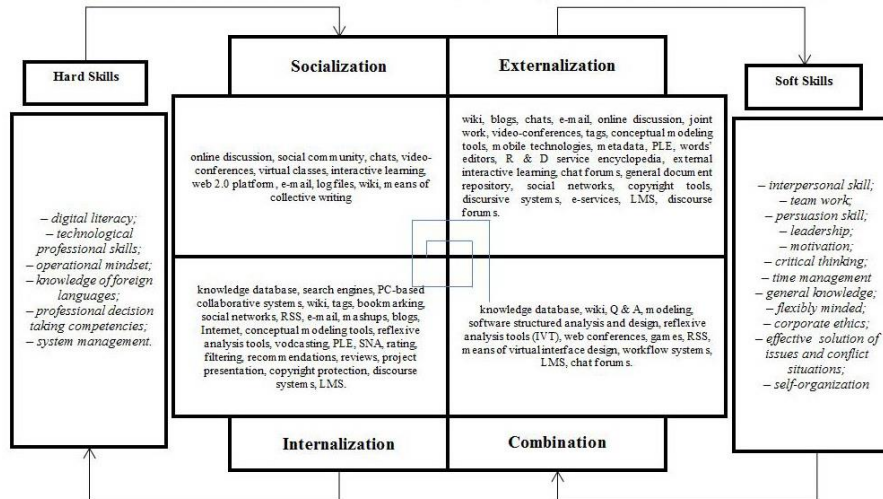 Hard Skills
– digital literacy;
– technological
professional skills;
– operational mindset;
– knowledge of foreign
languages;
– professional decision
taking competencies;
– system management.
Socialization
online discussion, social community, chats, video-
conferences, virtual classes, interactive learning,
web 2.0 platform, e-mail, log files, wiki, means of
collective writing
Externalization
wiki, blogs, chats, e-mail, online discussion, joint
work, video-conferences, tags, conceptual modeling
tools, mobile technologies, metadata, PLE, words'
editors, R & D service encyclopedia, external
interactive learning, chat forums, general document
repository, social networks, copyright tools,
discursive systems, e-services, LMS, discourse
forums.
knowledge database, search engines, PC-based
collaborative systems, wiki, tags, bookmarking,
social networks, RSS, e-mail, mashups, blogs,
Internet, conceptual modeling tools, reflexive
analysis tools, vodcasting, PLE, SNA, rating,
filtering, recommendations, reviews, project
presentation, copyright protection, discourse
systems, LMS.
Internalization
knowledge database, wiki, Q & A, modeling,
software structured analysis and design, reflexive
analysis tools (IVT), web conferences, games, RSS,
means of virtual interface design, workflow systems,
LMS, chat forums.
Combination
Soft Skills
– interpersonal skill;
– team work;
– persuasion skill;
– leadership;
– motivation;
– critical thinking;
– time management
– general knowledge;
– flexibly minded;
– corporate ethics;
– effective solution of
issues and conflict
situations;
– self-organization